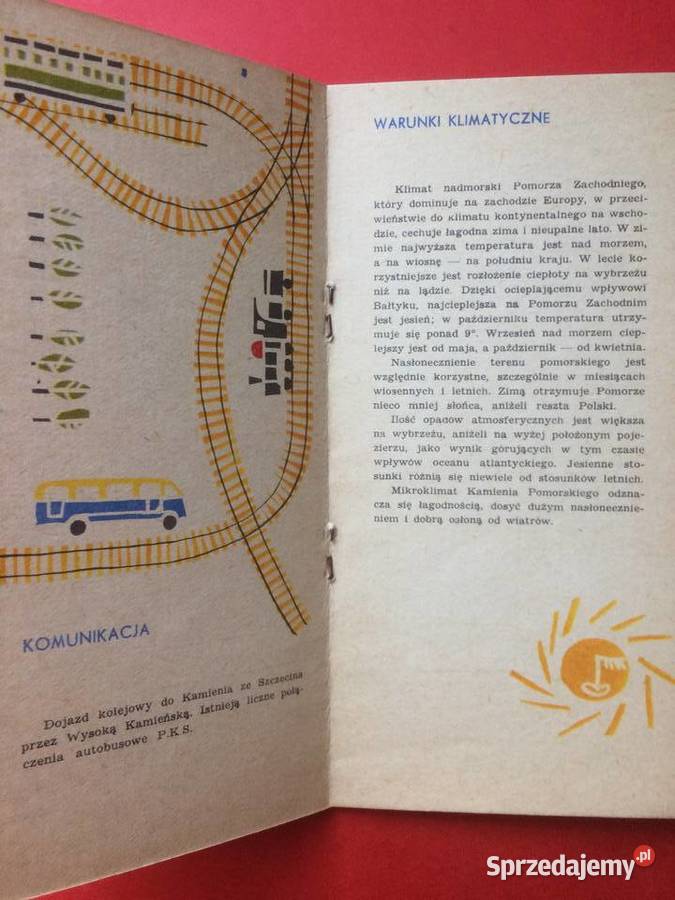 KOMUNIKACJA
Dojazd kolejowy do Kamienia ze Szczecina
przez Wysoką Kamieńską. Istnieją liczne połą-
czenia autobusowe P.K S.
WARUNKI KLIMATYCZNE
Klimat nadmorski Pomorza Zachodniego,
który dominuje na zachodzie Europy, w przeci-
wieństwie do klimatu kontynentalnego na wscho-
dzie, cechuje łagodna zima i nieupalne lato. W zi-
mie najwyższa temperatura jest nad morzem,
a na wiosnę — na południu kraju. W lecie ko-
rzystniejsze jest rozłożenie ciepłoty na wybrzeżu
niż na lądzie. Dzięki ocieplającemu wpływowi
Bałtyku, najcieplejsza na Pomorzu Zachodnim
jest jesień; w październiku temperatura utrzy-
muje się ponad 9°. Wrzesień nad morzem ciep-
lejszy jest od maja, a październik — od kwietnia.
Nasłonecznienie terenu pomorskiego jest
względnie korzystne, szczególnie w miesiącach
wiosennych i letnich. Zimą otrzymuje Pomorze
nieco mniej słońca, aniżeli reszta Polski.
Ilość opadów atmosferycznych jest większa
na wybrzeżu, aniżeli na wyżej położonym poje-
zierzu, jako wynik górujących w tym czasie
wpływów oceanu atlantyckiego. Jesienne sto-
sunki różnią się niewiele od stosunków letnich.
Mikroklimat Kamienia Pomorskiego odzna-
cza się łagodnością, dosyć dużym nasłonecznie-
niem i dobrą osłoną od wiatrów.
Sprzedajemy.pl